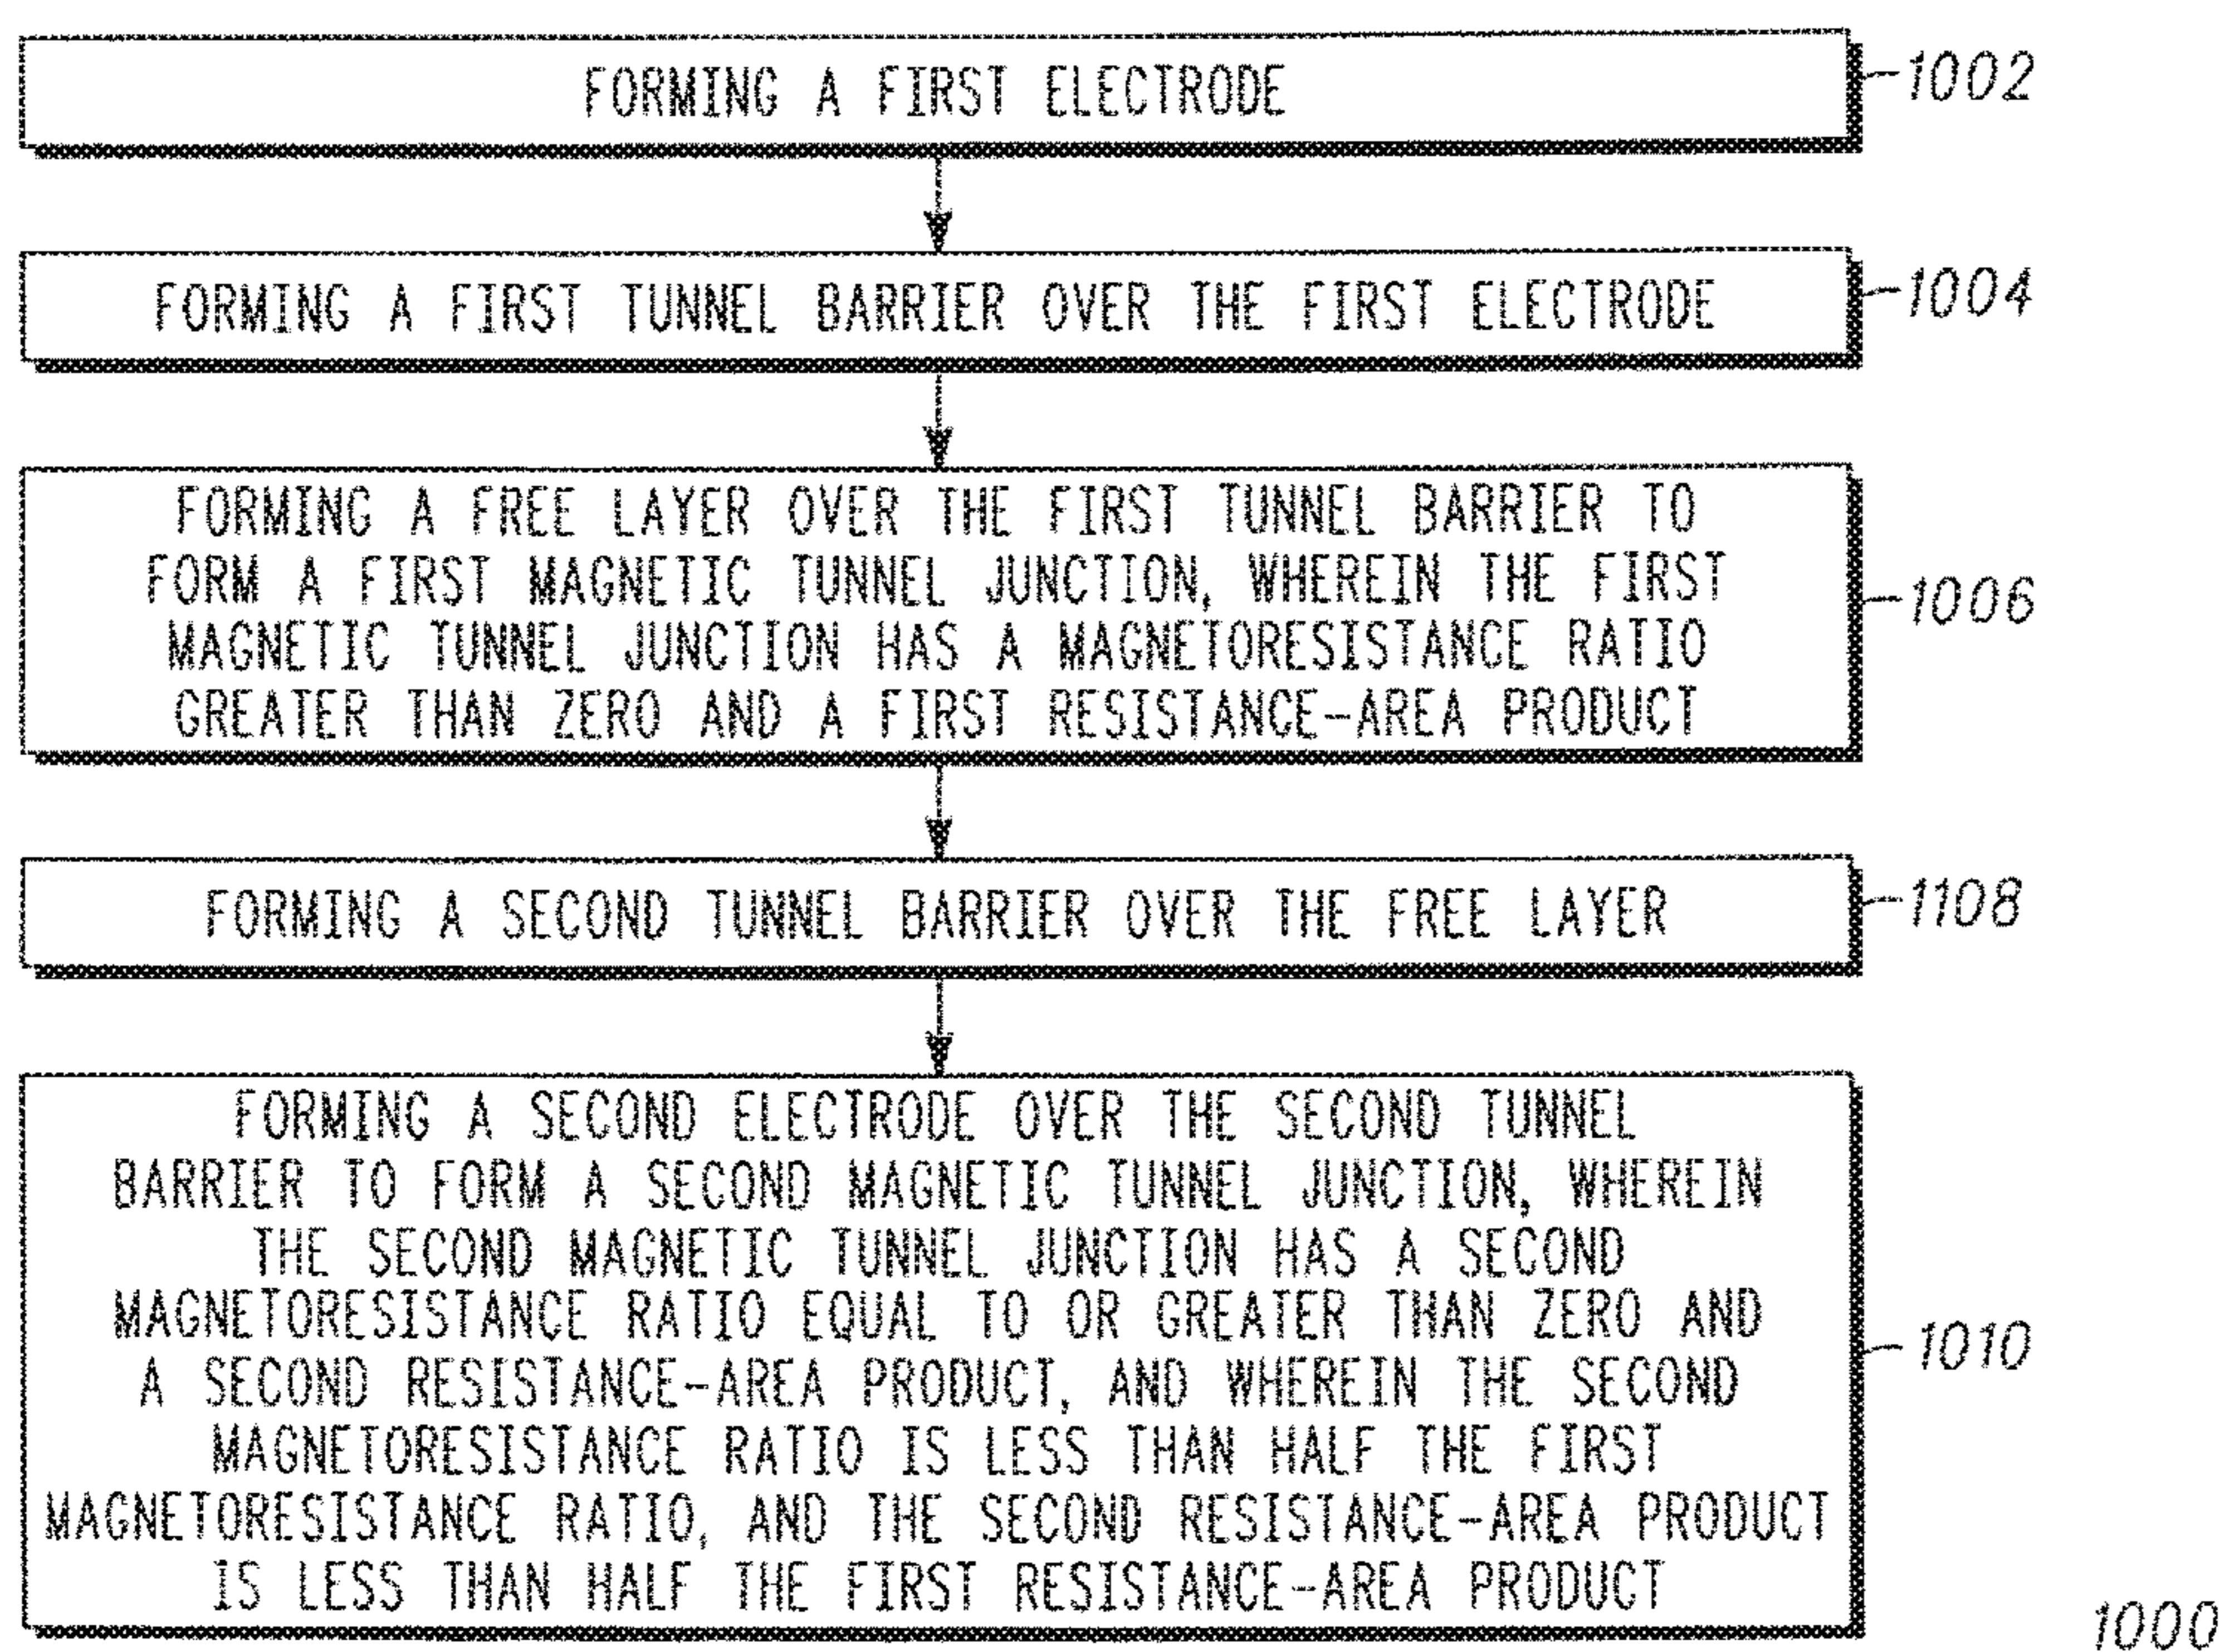 FORMING A FIRST ELECTRODE
1002
FORMING A FIRST TUNNEL BARRIER OVER THE FIRST ELECTRODE
1004
FORMING A FREE LAYER OVER THE FIRST TUNNEL BARRIER TO
FORM A FIRST MAGNETIC TUNNEL JUNCTION, WHEREIN THE FIRST
MAGNETIC TUNNEL JUNCTION HAS A MAGNETORESISTANCE RATIO
GREATER THAN ZERO AND A FIRST RESISTANCE-AREA PRODUCT
1006
FORMING A SECOND TUNNEL BARRIER OVER THE FREE LAYER
1108
FORMING A SECOND ELECTRODE OVER THE SECOND TUNNEL
BARRIER TO FORM A SECOND MAGNETIC TUNNEL JUNCTION, WHEREIN
THE SECOND MAGNETIC TUNNEL JUNCTION HAS A SECOND
MAGNETORESISTANCE RATIO EQUAL TO OR GREATER THAN ZERO AND
A SECOND RESISTANCE-AREA PRODUCT, AND WHEREIN THE SECOND
MAGNETORESISTANCE RATIO IS LESS THAN HALF THE FIRST
MAGNETORESISTANCE RATIO, AND THE SECOND RESISTANCE-AREA PRODUCT
IS LESS THAN HALF THE FIRST RESISTANCE-AREA PRODUCT
1010
1000